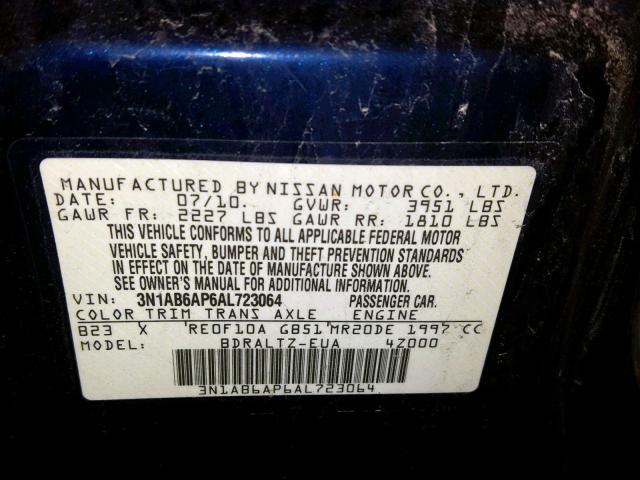 MANUFACTURED BY NISSAN MOTOR CO., LTD.
DATE: 07/10. GVWR: 3951 LBS
GAWR FR: 2227 LBS GAWR RR: 1810 LBS
THIS VEHICLE CONFORMS TO ALL APPLICABLE FEDERAL MOTOR
VEHICLE SAFETY, BUMPER AND THEFT PREVENTION STANDARDS
IN EFFECT ON THE DATE OF MANUFACTURE SHOWN ABOVE.
SEE OWNER'S MANUAL FOR ADDITIONAL INFORMATION.
VIN: 3N1AB6AP6AL723064 PASSENGER CAR.
COLOR TRIM TRANS AXLE ENGINE
B23 X RE0F10A GB51 MR20DE 1997 CC
MODEL: BDRALTZ-EUA 4Z000
3N1AB6AP6AL723064